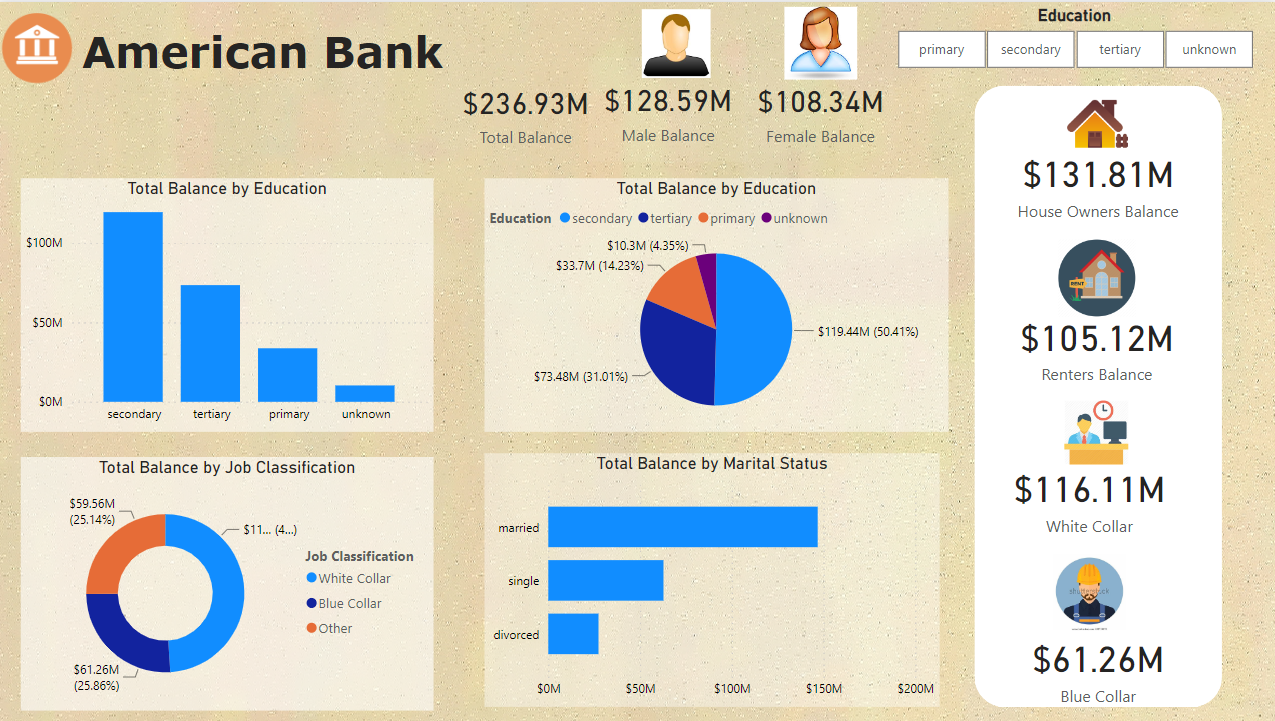 American Bank
$236.93M
Total Balance
$128.59M
Male Balance
$108.34M
Female Balance
Education
primary
secondary
tertiary
unknown
Total Balance by Education
$100M
$50M
$0M
secondary
tertiary
primary
unknown
Total Balance by Education
Education secondary tertiary primary unknown
$10.3M (4.35%)
$33.7M (14.23%)
$119.44M (50.41%)
$73.48M (31.01%)
Total Balance by Job Classification
$59.56M
(25.14%)
$11... (4...)
$61.26M
(25.86%)
Job Classification
White Collar
Blue Collar
Other
Total Balance by Marital Status
married
single
divorced
$0M $50M $100M $150M $200M
$131.81M
House Owners Balance
RENT
$105.12M
Renters Balance
$116.11M
White Collar
shutterstock
$61.26M
Blue Collar